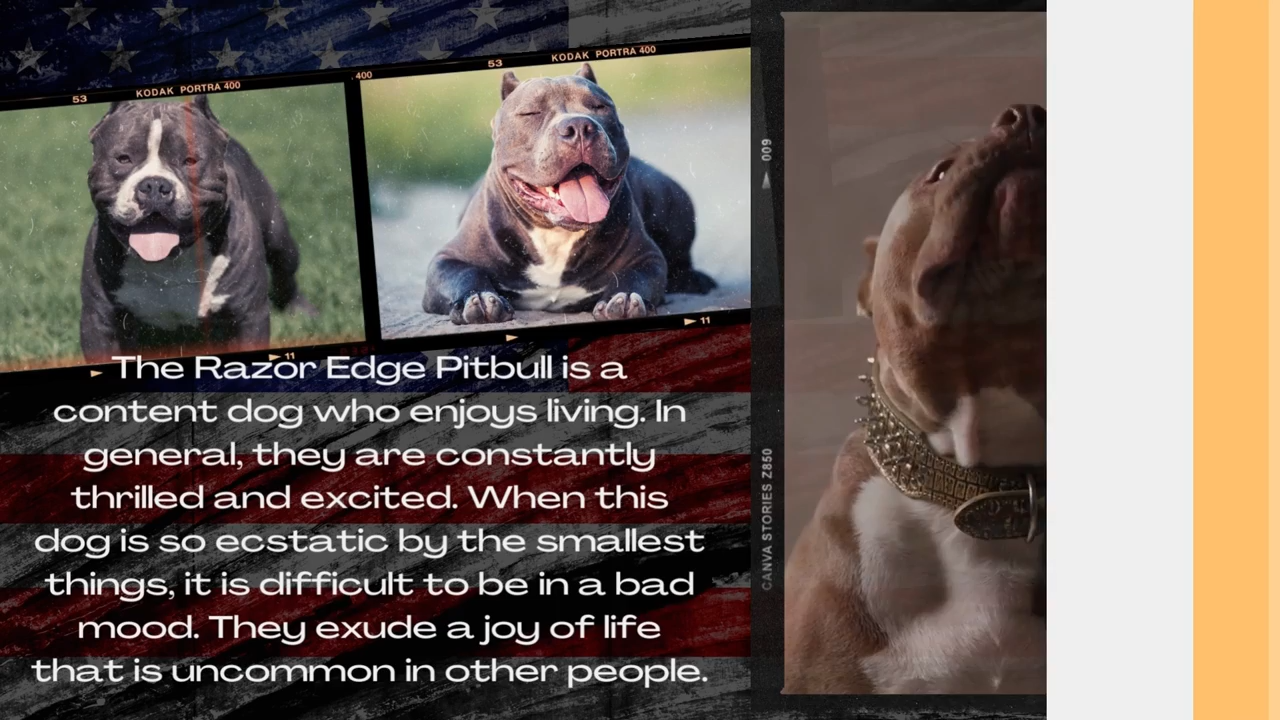 53 KODAK PORTRA 400
400 53 KODAK PORTRA 400
11
11
The Razor Edge Pitbull is a
content dog who enjoys living. In
general, they are constantly
thrilled and excited. When this
dog is so ecstatic by the smallest
things, it is difficult to be in a bad
mood. They exude a joy of life
that is uncommon in other people.
009
CANVA STORIES Z850